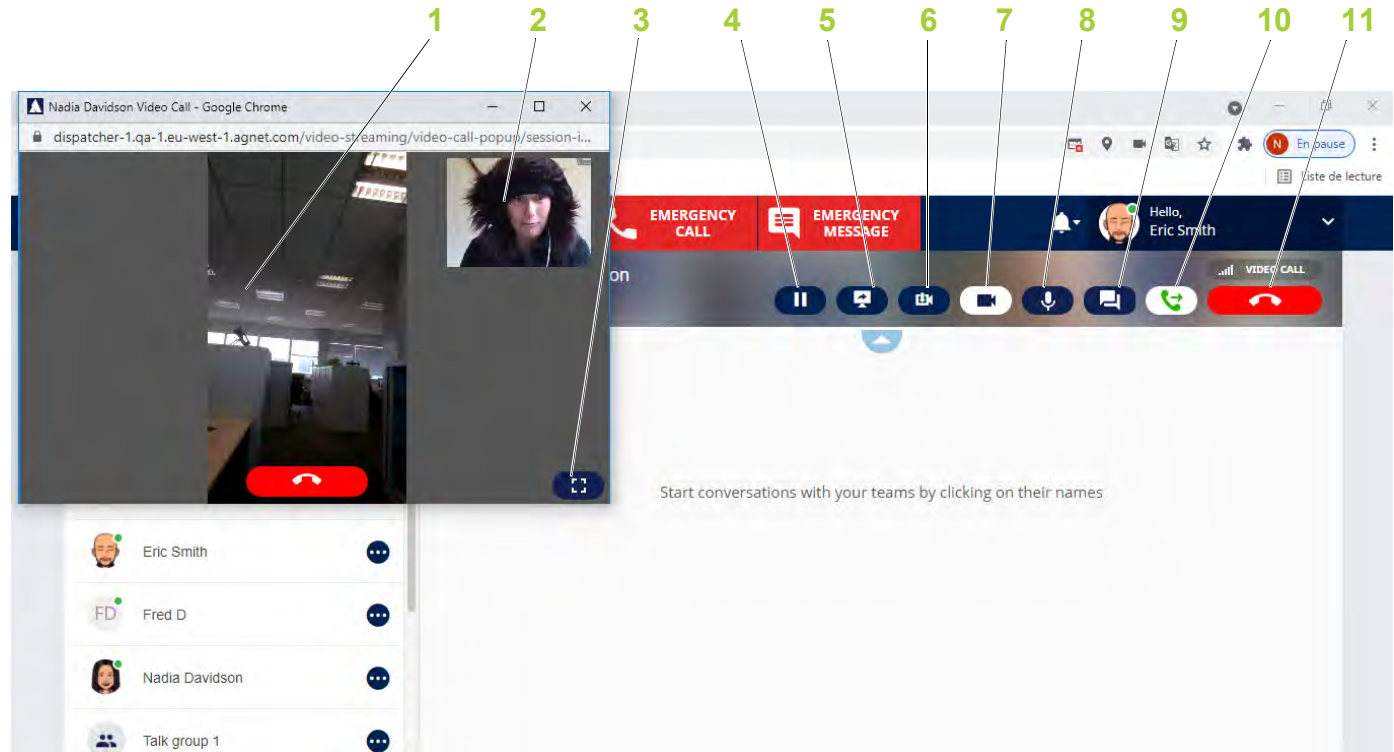 1 2 3 4 5 6 7 8 9 10 11
Nadia Davidson Video Call - Google Chrome
dispatcher-1.qa-1.eu-west-1.agnet.com/video-streaming/video-call-popup/session-i...
N En pause
Liste de lecture
EMERGENCY
CALL
EMERGENCY
MESSAGE
Hello,
Eric Smith
on
VIDEO CALL
Start conversations with your teams by clicking on their names
Eric Smith
FD Fred D
Nadia Davidson
Talk group 1